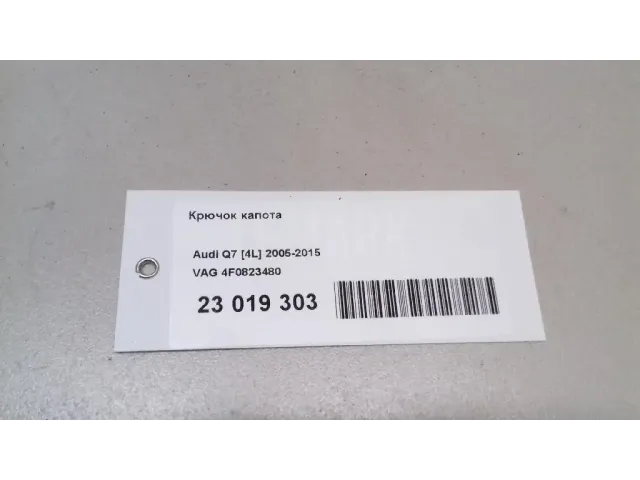 Крючок капота
Audi Q7 [4L] 2005-2015
VAG 4F0823480
23 019 303